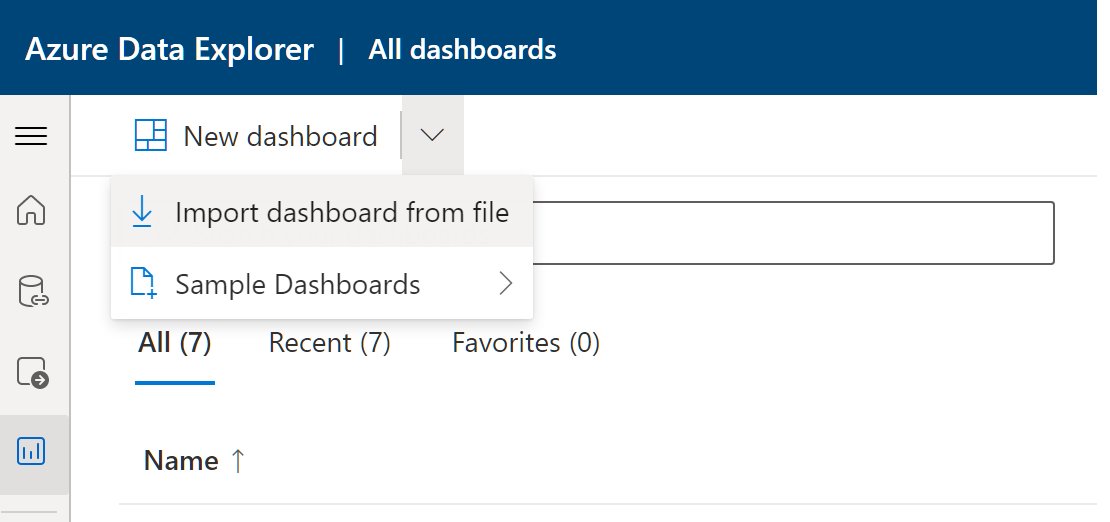 Azure Data Explorer | All dashboards
New dashboard
Import dashboard from file
Sample Dashboards
All (7) Recent (7) Favorites (0)
Name ↑